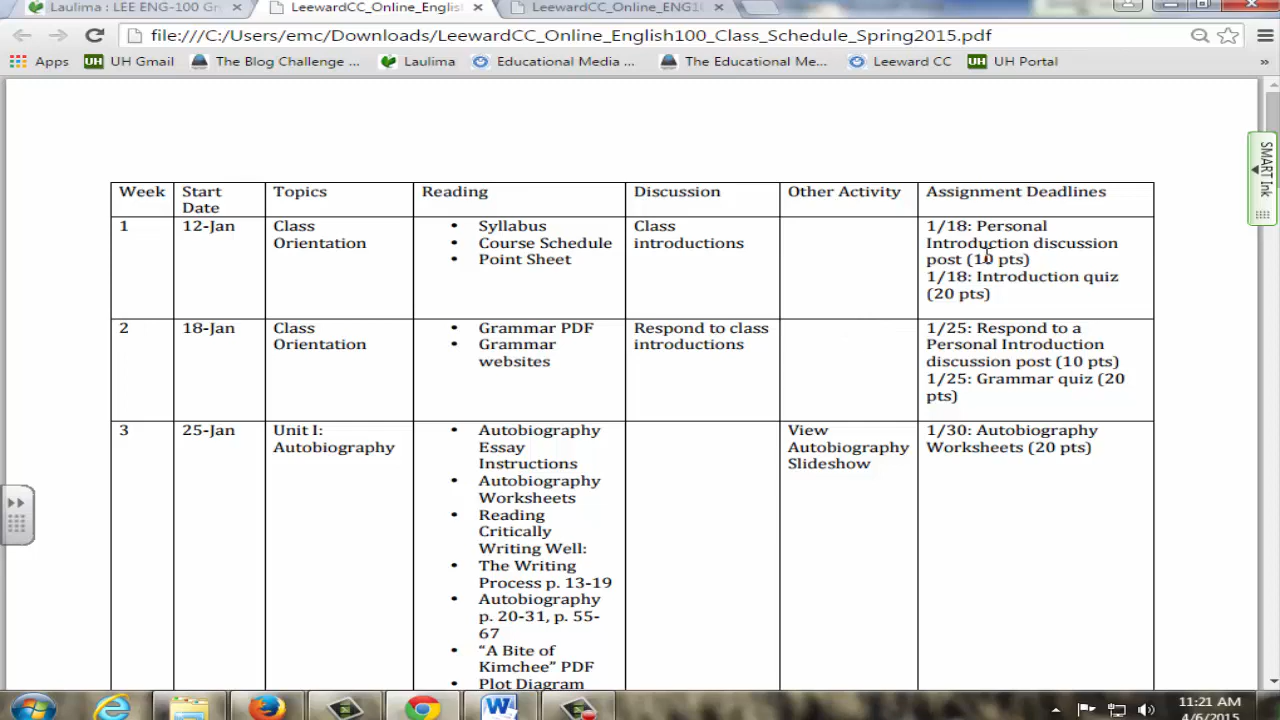 Laulima : LEE ENG-100 Gr
LeewardCC_Online_Englis
LeewardCC_Online_ENG1
file:///C:/Users/emc/Downloads/LeewardCC_Online_English100_Class_Schedule_Spring2015.pdf
Apps UH UH Gmail The Blog Challenge ... Laulima Educational Media ... The Educational Me... Leeward CC UH UH Portal »
SMART Ink
Week Start Date Topics Reading Discussion Other Activity Assignment Deadlines
1 12-Jan Class Orientation
• Syllabus
• Course Schedule
• Point Sheet
Class introductions
1/18: Personal
Introduction discussion
post (10 pts)
1/18: Introduction quiz
(20 pts)
2 18-Jan Class Orientation
• Grammar PDF
• Grammar
websites
Respond to class
introductions
1/25: Respond to a
Personal Introduction
discussion post (10 pts)
1/25: Grammar quiz (20
pts)
3 25-Jan Unit I:
Autobiography
• Autobiography
Essay
Instructions
• Autobiography
Worksheets
• Reading
Critically
Writing Well:
• The Writing
Process p. 13-19
• Autobiography
p. 20-31, p. 55-
67
• “A Bite of
Kimchee” PDF
• Plot Diagram
View
Autobiography
Slideshow
1/30: Autobiography
Worksheets (20 pts)
11:21 AM
4/6/2015